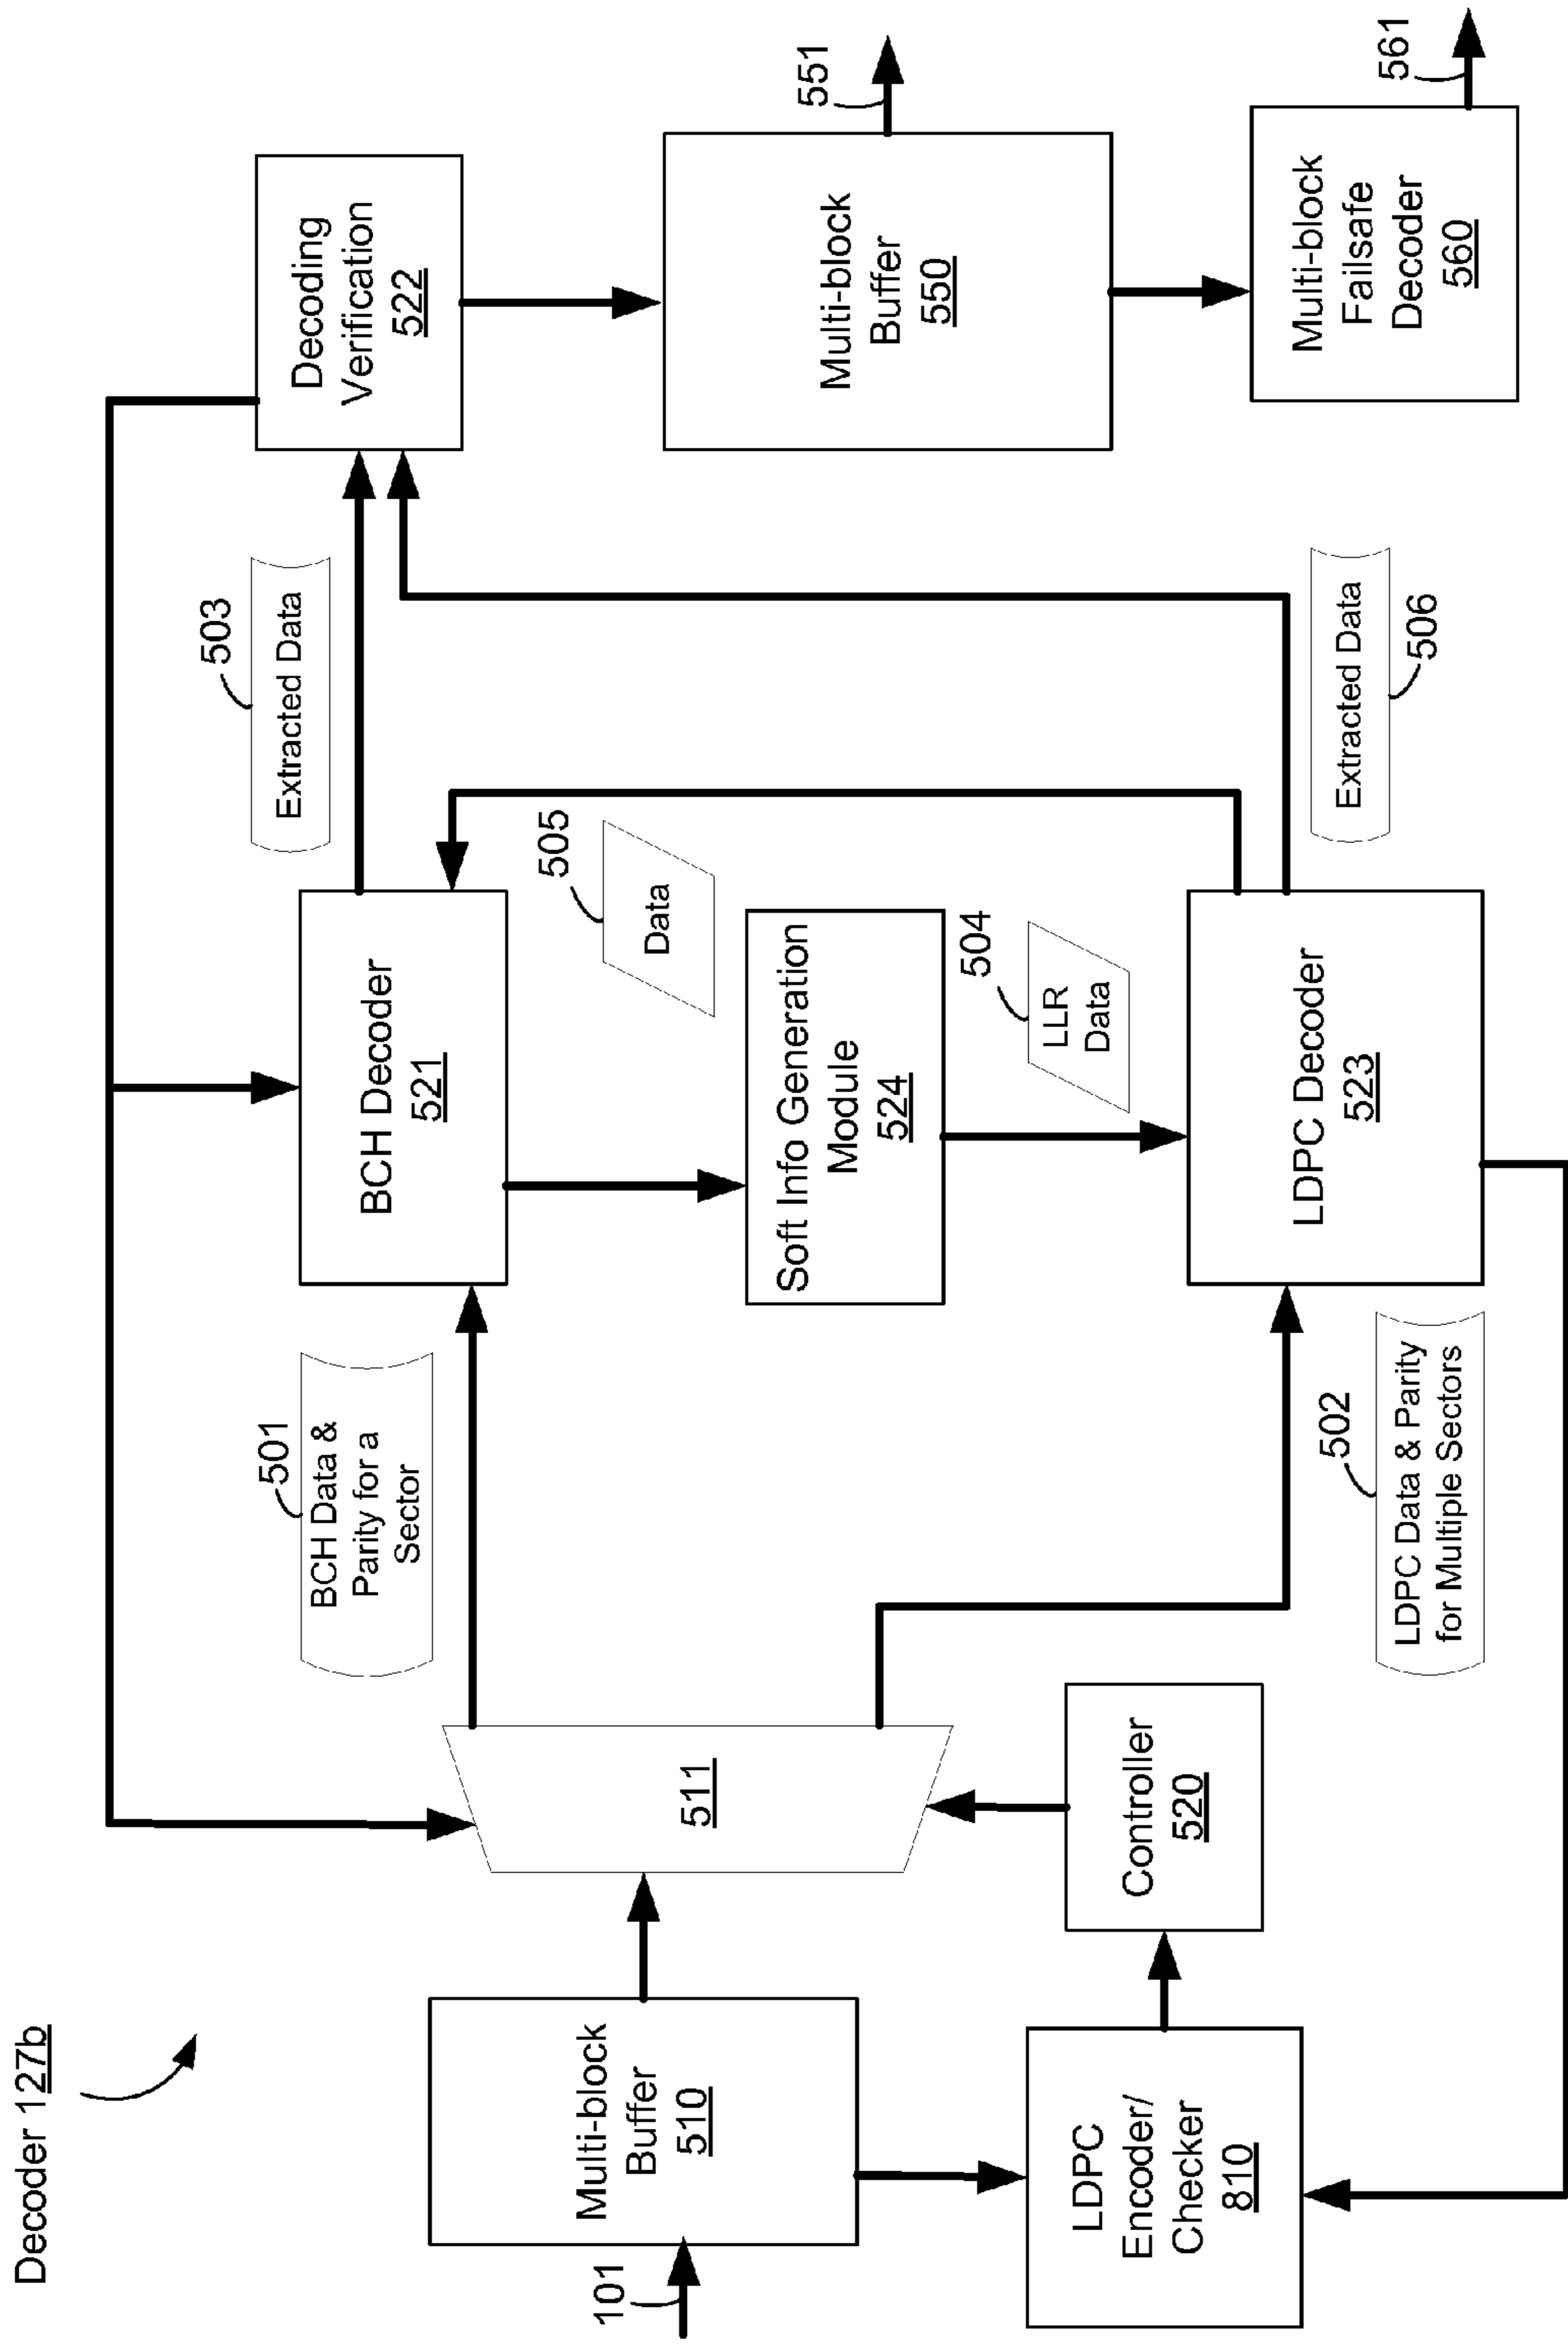 Decoder 127b
101
Multi-block
Buffer
510
LDPC
Encoder/
Checker
810
511
Controller
520
501
BCH Data &
Parity for a
Sector
502
LDPC Data & Parity
for Multiple Sectors
BCH Decoder
521
505
Data
Soft Info Generation
Module
524
504
LLR
Data
LDPC Decoder
523
503
Extracted Data
Extracted Data
506
Decoding
Verification
522
Multi-block
Buffer
550
551
Multi-block
Failsafe
Decoder
560
561